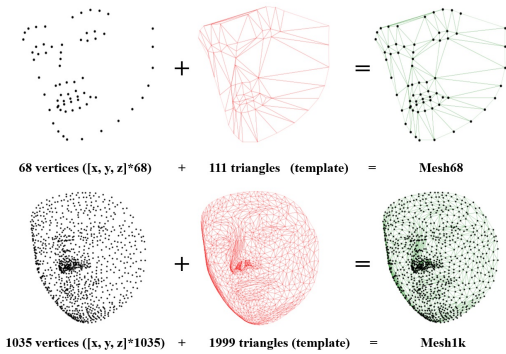 + =
68 vertices ([x, y, z]*68) + 111 triangles (template) = Mesh68
+ =
1035 vertices ([x, y, z]*1035) + 1999 triangles (template) = Mesh1k